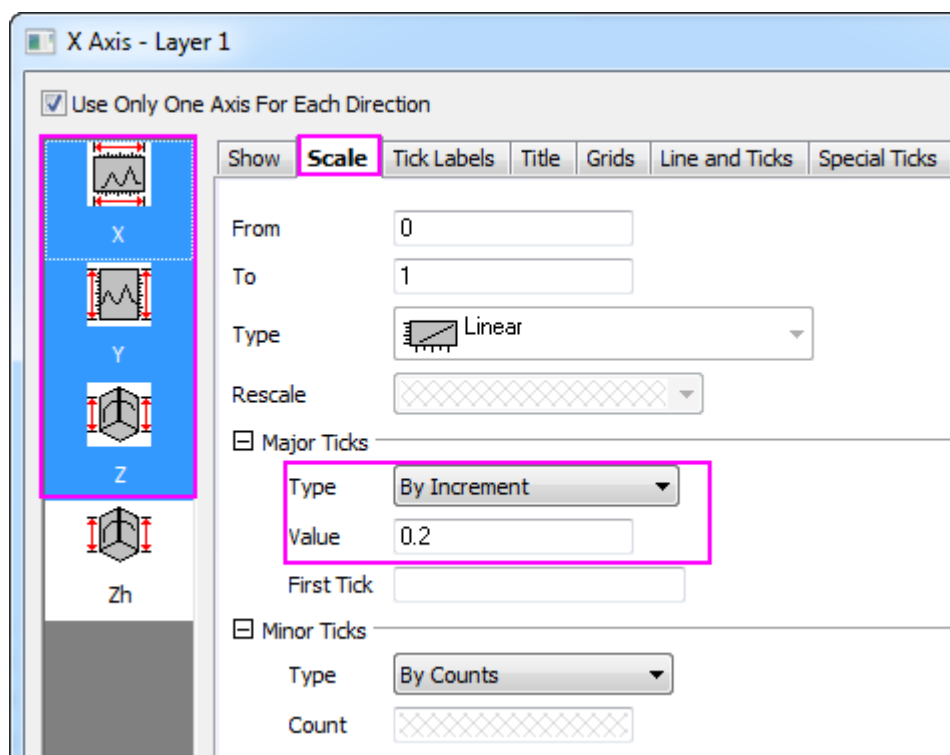 X Axis - Layer 1
Use Only One Axis For Each Direction
Show Scale Tick Labels Title Grids Line and Ticks Special Ticks
X
Y
Z
Zh
From 0
To 1
Type Linear
Rescale
Major Ticks
Type By Increment
Value 0.2
First Tick
Minor Ticks
Type By Counts
Count